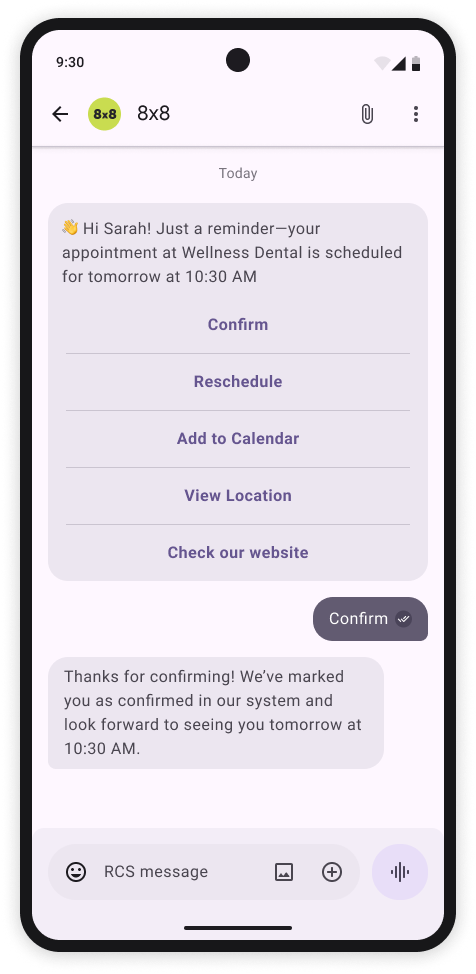 9:30
8x8
8x8
Today
👋 Hi Sarah! Just a reminder—your
appointment at Wellness Dental is scheduled
for tomorrow at 10:30 AM
Confirm
Reschedule
Add to Calendar
View Location
Check our website
Confirm
Thanks for confirming! We’ve marked
you as confirmed in our system and
look forward to seeing you tomorrow at
10:30 AM.
RCS message